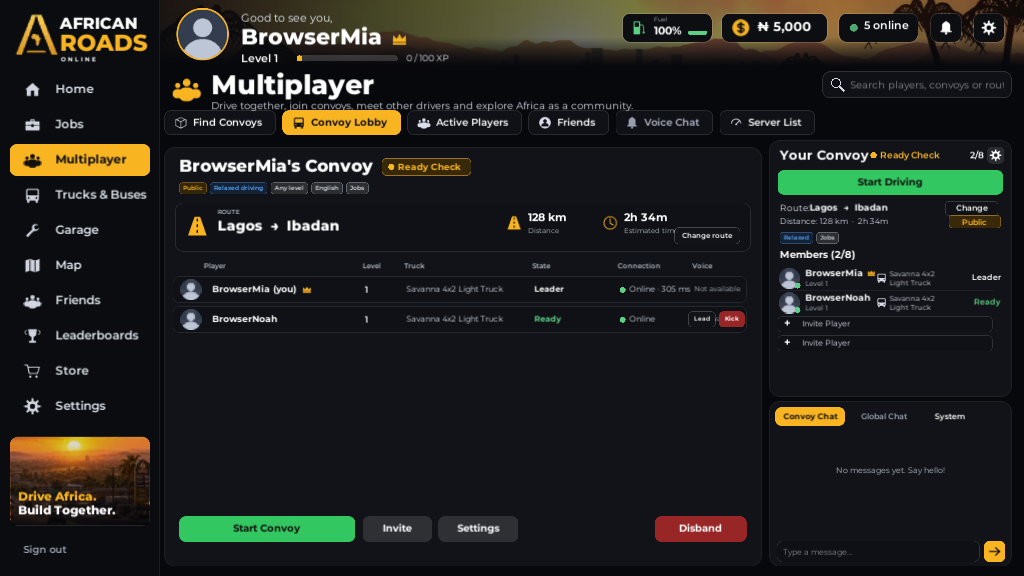 AFRICAN
ROADS
ONLINE
Home
Jobs
Multiplayer
Trucks & Buses
Garage
Map
Friends
Leaderboards
Store
Settings
Drive Africa.
Build Together.
Sign out
Good to see you,
BrowserMia
Level 1
0 / 100 XP
Fuel
100%
₦ 5,000
5 online
Multiplayer
Drive together, join convoys, meet other drivers and explore Africa as a community.
Search players, convoys or rout
Find Convoys
Convoy Lobby
Active Players
Friends
Voice Chat
Server List
BrowserMia's Convoy
Ready Check
Public
Relaxed driving
Any level
English
Jobs
ROUTE
Lagos → Ibadan
128 km
Distance
2h 34m
Estimated tim
Change route
Player Level Truck State Connection Voice
BrowserMia (you) 1 Savanna 4x2 Light Truck Leader Online · 305 ms Not available
BrowserNoah 1 Savanna 4x2 Light Truck Ready Online Lead Kick
Start Convoy
Invite
Settings
Disband
Your Convoy
Ready Check
2/8
Start Driving
Route: Lagos → Ibadan
Change
Distance: 128 km · 2h 34m
Public
Relaxed
Jobs
Members (2/8)
BrowserMia
Level 1
Savanna 4x2
Light Truck
Leader
BrowserNoah
Level 1
Savanna 4x2
Light Truck
Ready
+ Invite Player
+ Invite Player
Convoy Chat
Global Chat
System
No messages yet. Say hello!
Type a message...